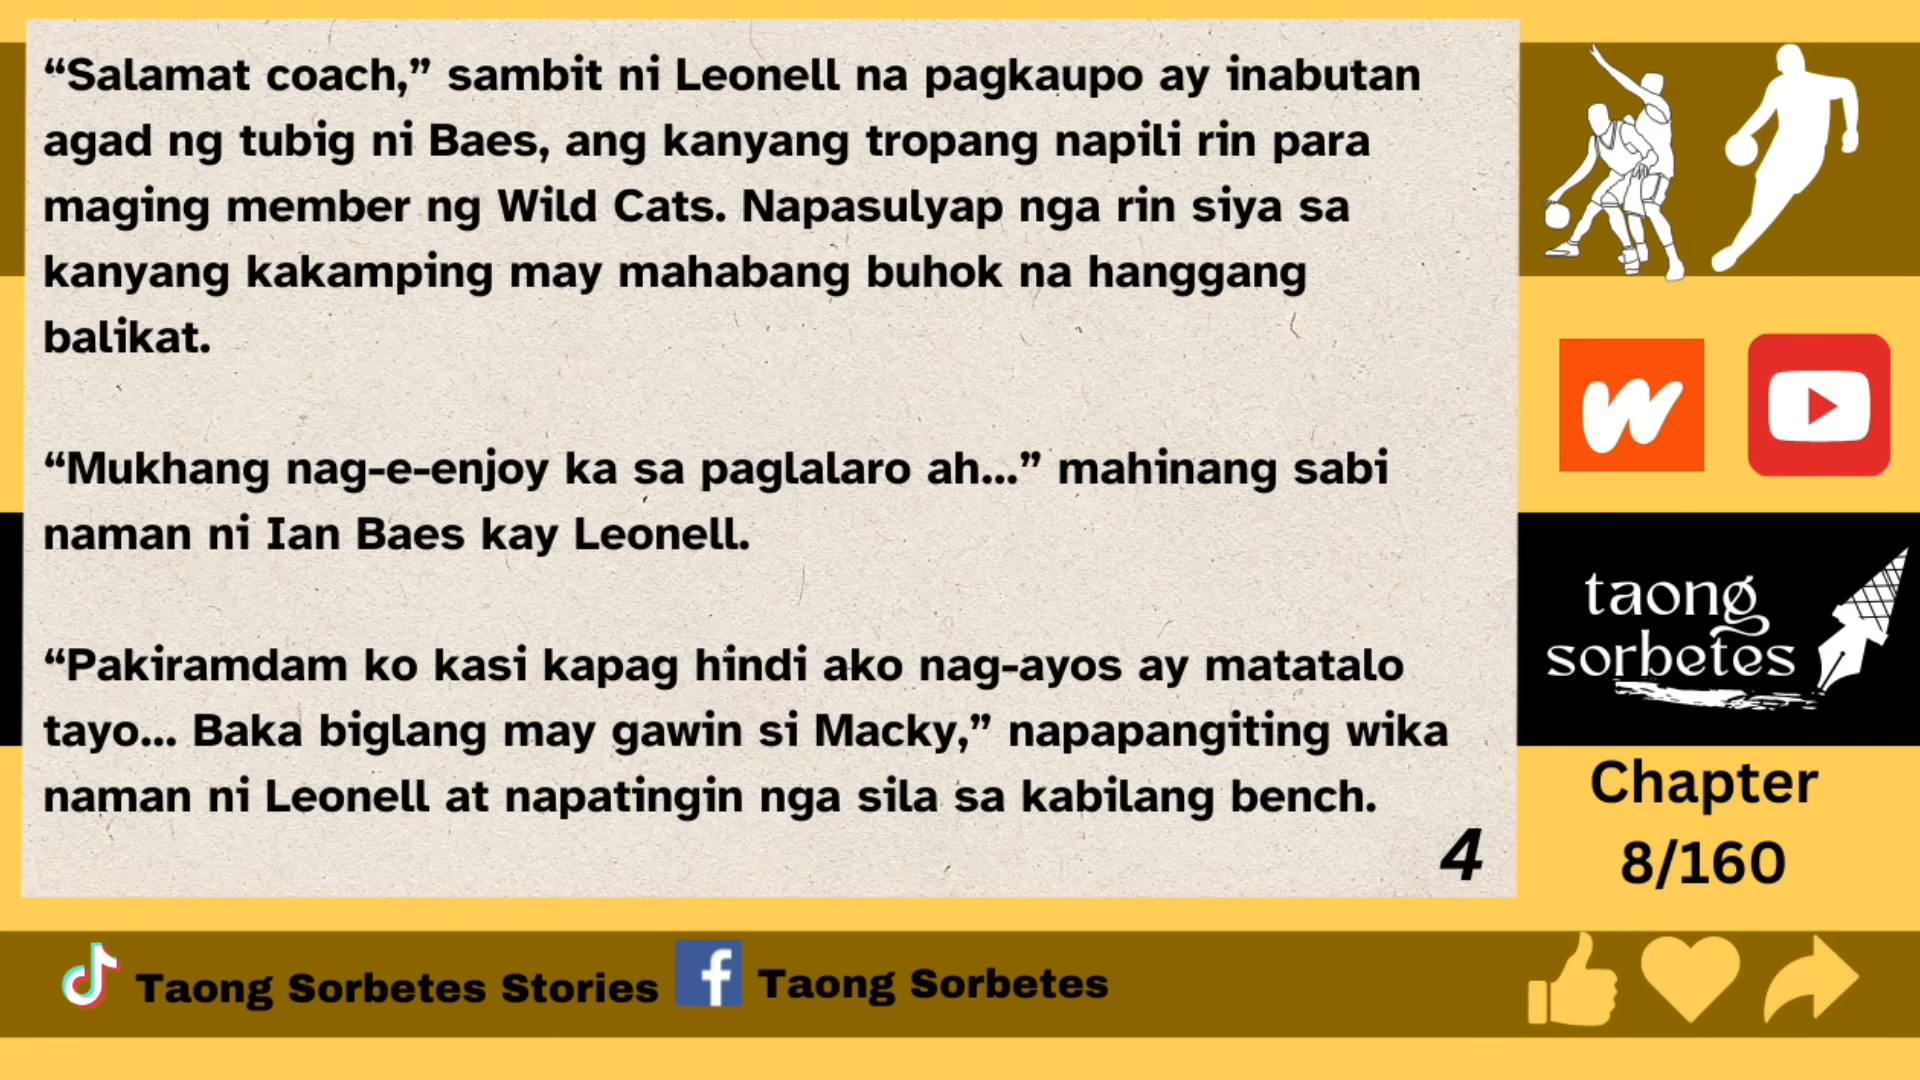 “Salamat coach,” sambit ni Leonell na pagkaupo ay inabutan
agad ng tubig ni Baes, ang kanyang tropang napili rin para
maging member ng Wild Cats. Napasulyap nga rin siya sa
kanyang kakamping may mahabang buhok na hanggang
balikat.
“Mukhang nag-e-enjoy ka sa paglalaro ah...” mahinang sabi
naman ni Ian Baes kay Leonell.
“Pakiramdam ko kasi kapag hindi ako nag-ayos ay matatalo
tayo... Baka biglang may gawin si Macky,” napapangiting wika
naman ni Leonell at napatingin nga sila sa kabilang bench.
4
taong
sorbetes
Chapter
8/160
Taong Sorbetes Stories
Taong Sorbetes